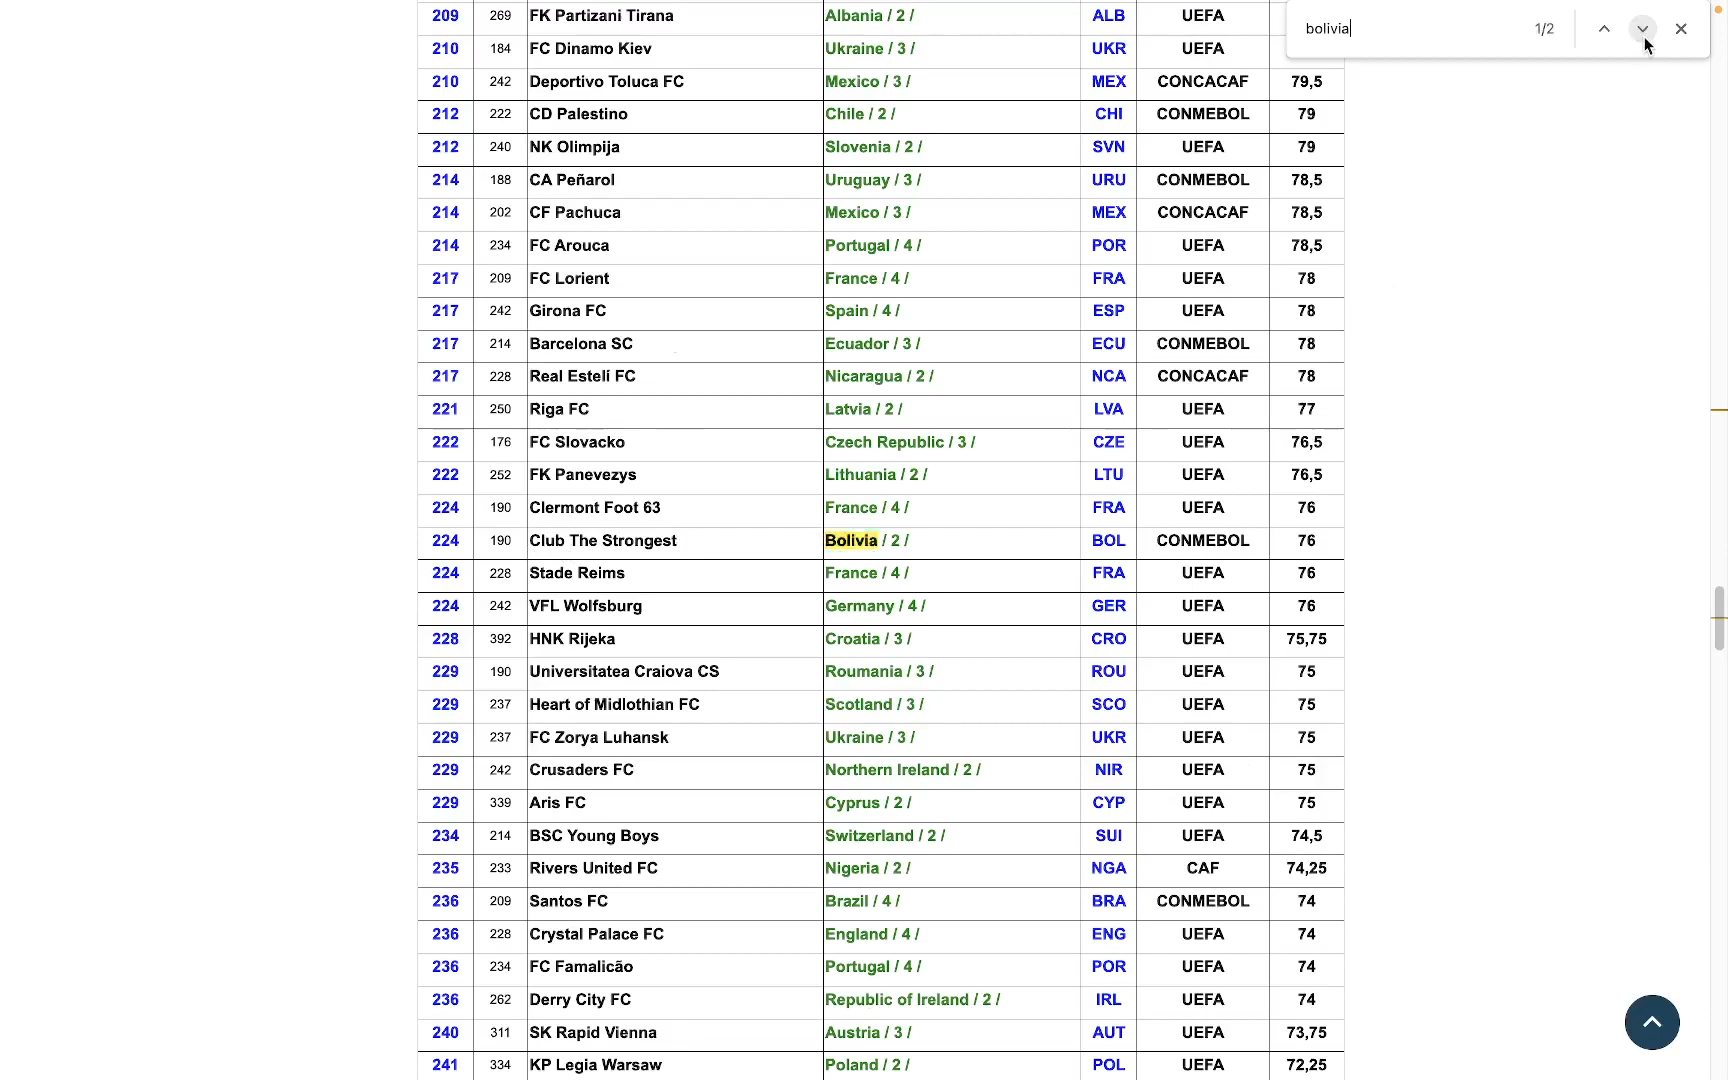 bolivia 1/2
209 269 FK Partizani Tirana Albania / 2 / ALB UEFA
210 184 FC Dinamo Kiev Ukraine / 3 / UKR UEFA
210 242 Deportivo Toluca FC Mexico / 3 / MEX CONCACAF 79,5
212 222 CD Palestino Chile / 2 / CHI CONMEBOL 79
212 240 NK Olimpija Slovenia / 2 / SVN UEFA 79
214 188 CA Peñarol Uruguay / 3 / URU CONMEBOL 78,5
214 202 CF Pachuca Mexico / 3 / MEX CONCACAF 78,5
214 234 FC Arouca Portugal / 4 / POR UEFA 78,5
217 209 FC Lorient France / 4 / FRA UEFA 78
217 242 Girona FC Spain / 4 / ESP UEFA 78
217 214 Barcelona SC Ecuador / 3 / ECU CONMEBOL 78
217 228 Real Estelí FC Nicaragua / 2 / NCA CONCACAF 78
221 250 Riga FC Latvia / 2 / LVA UEFA 77
222 176 FC Slovacko Czech Republic / 3 / CZE UEFA 76,5
222 252 FK Panevezys Lithuania / 2 / LTU UEFA 76,5
224 190 Clermont Foot 63 France / 4 / FRA UEFA 76
224 190 Club The Strongest Bolivia / 2 / BOL CONMEBOL 76
224 228 Stade Reims France / 4 / FRA UEFA 76
224 242 VFL Wolfsburg Germany / 4 / GER UEFA 76
228 392 HNK Rijeka Croatia / 3 / CRO UEFA 75,75
229 190 Universitatea Craiova CS Roumania / 3 / ROU UEFA 75
229 237 Heart of Midlothian FC Scotland / 3 / SCO UEFA 75
229 237 FC Zorya Luhansk Ukraine / 3 / UKR UEFA 75
229 242 Crusaders FC Northern Ireland / 2 / NIR UEFA 75
229 339 Aris FC Cyprus / 2 / CYP UEFA 75
234 214 BSC Young Boys Switzerland / 2 / SUI UEFA 74,5
235 233 Rivers United FC Nigeria / 2 / NGA CAF 74,25
236 209 Santos FC Brazil / 4 / BRA CONMEBOL 74
236 228 Crystal Palace FC England / 4 / ENG UEFA 74
236 234 FC Famalicão Portugal / 4 / POR UEFA 74
236 262 Derry City FC Republic of Ireland / 2 / IRL UEFA 74
240 311 SK Rapid Vienna Austria / 3 / AUT UEFA 73,75
241 334 KP Legia Warsaw Poland / 2 / POL UEFA 72,25